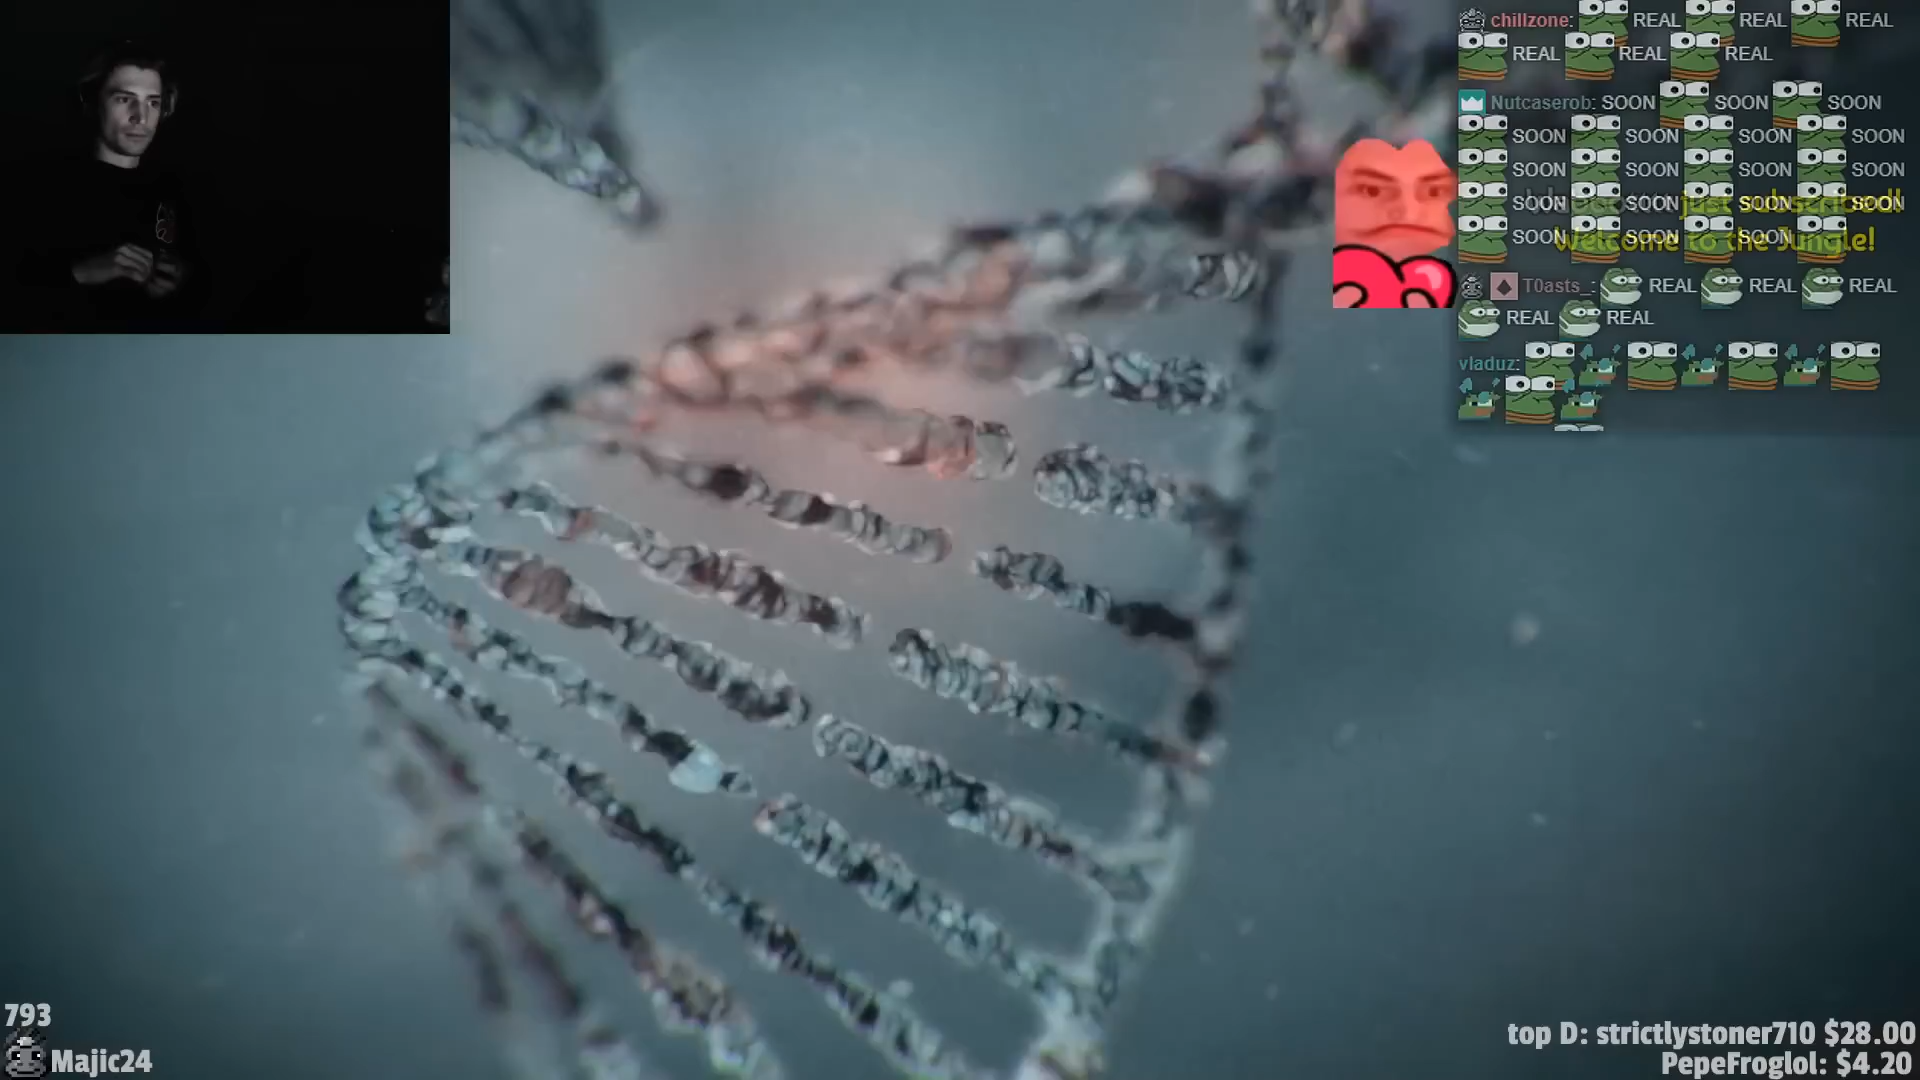 chillzone: REAL REAL REAL
REAL REAL REAL
Nutcaserob: SOON SOON SOON
SOON SOON SOON SOON
SOON SOON SOON SOON
SOON SOON SOON SOON
just subscribed!
SOON SOON SOON
Welcome to the Jungle!
T0asts_: REAL REAL REAL
REAL REAL
vladuz:
793
Majic24
top D: strictlystoner710 $28.00
PepeFroglol: $4.20